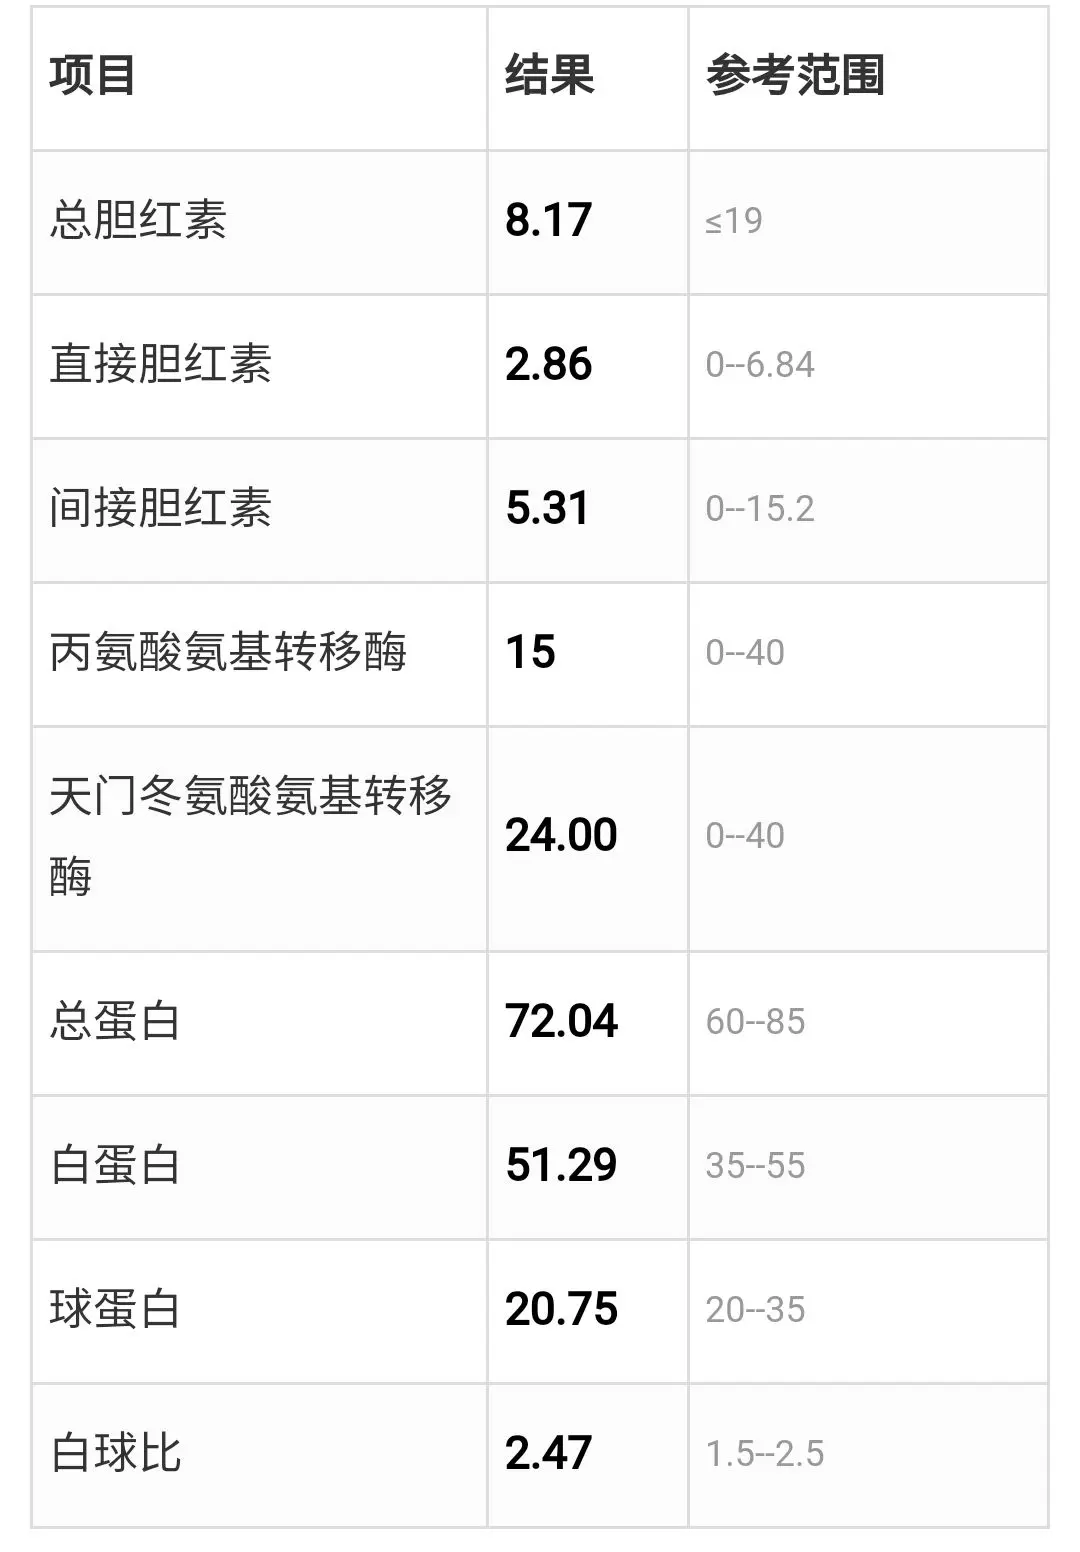 项目 结果 参考范围
总胆红素 8.17 ≤19
直接胆红素 2.86 0--6.84
间接胆红素 5.31 0--15.2
丙氨酸氨基转移酶 15 0--40
天门冬氨酸氨基转移
酶 24.00 0--40
总蛋白 72.04 60--85
白蛋白 51.29 35--55
球蛋白 20.75 20--35
白球比 2.47 1.5--2.5